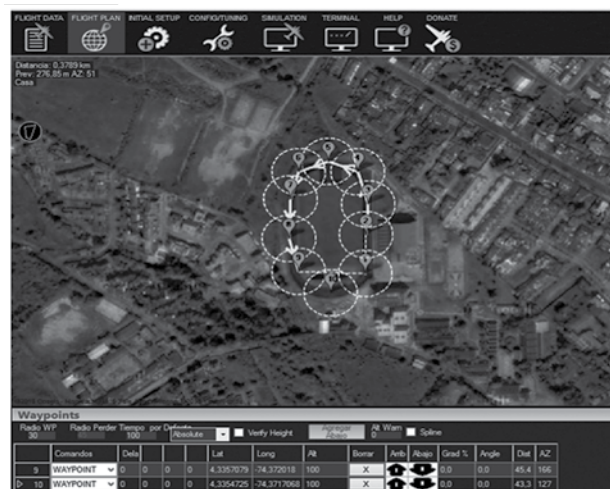 FLIGHT DATA FLIGHT PLAN INITIAL SETUP CONFIG/TUNING SIMULATION TERMINAL HELP DONATE
Distancia: 0,3789 km
Prev: 276,85 m AZ: 51
Casa
Waypoints
Radio WP Radio Perder Tiempo por Defecto Alt Warn
30 100 Absolute Verify Height Agregar Abajo 0 Spline
Comandos Dela Lat Long Alt Borrar Arrib Abajo Grad % Angle Dist AZ
9 WAYPOINT 0 0 0 0 4,3357079 -74,372018 100 X 0,0 0,0 45,4 166
10 WAYPOINT 0 0 0 0 4,3354725 -74,3717068 100 X 0,0 0,0 43,3 127